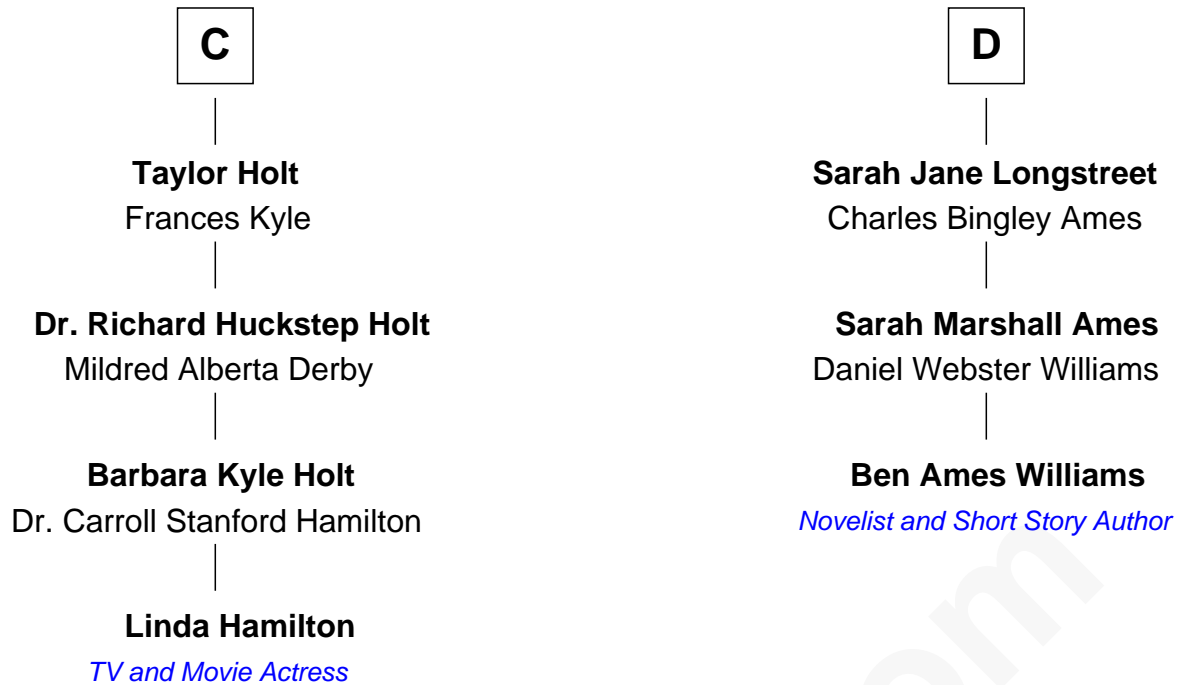 C
Taylor Holt
Frances Kyle
Dr. Richard Huckstep Holt
Mildred Alberta Derby
Barbara Kyle Holt
Dr. Carroll Stanford Hamilton
Linda Hamilton
TV and Movie Actress
D
Sarah Jane Longstreet
Charles Bingley Ames
Sarah Marshall Ames
Daniel Webster Williams
Ben Ames Williams
Novelist and Short Story Author
om